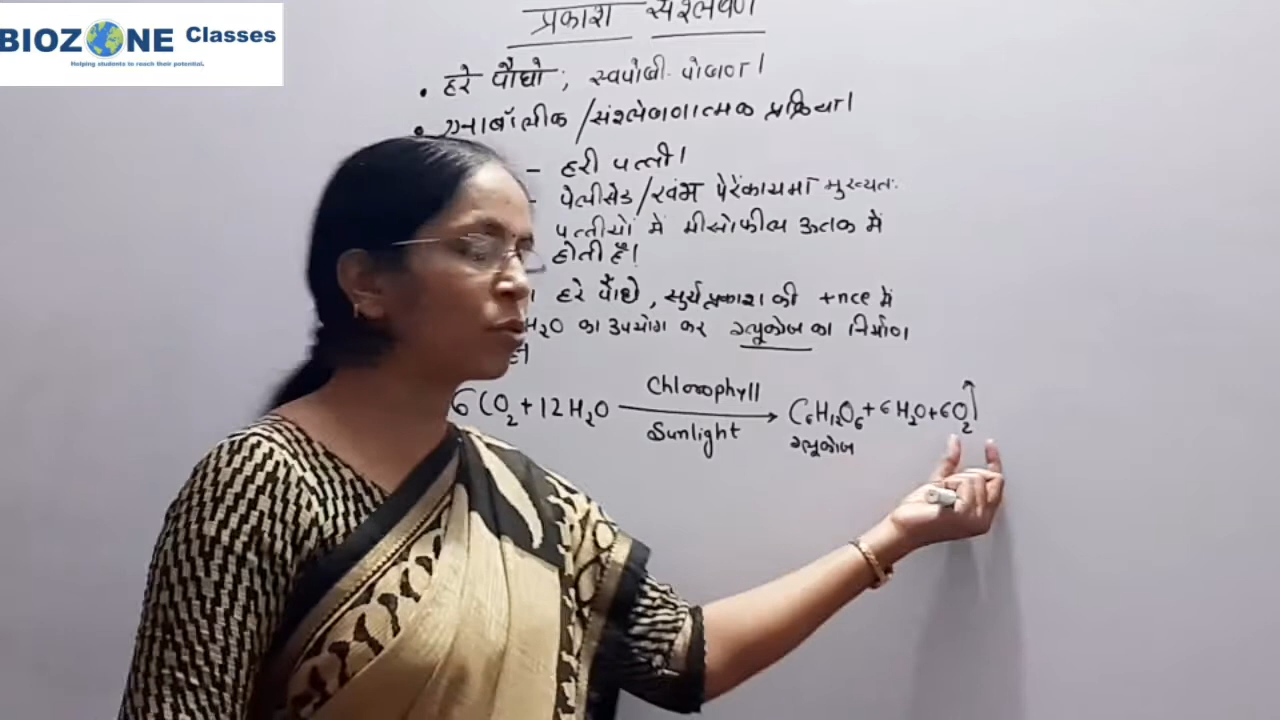 BIOZONE Classes
Helping students to reach their potential.
प्रकाश संश्लेषण
• हरे पौधो ; स्वपोषी पोषण।
• एनाबॉलीक /संश्लेषणात्मक प्रक्रिया।
- हरी पत्ती।
- पेलीसेड/खंभ पेरेंकायमा मुख्यतः
पत्तीयों में मीसोफील ऊतक में
होती है।
हरे पौधे, सुर्यप्रकाश की +nce में
H₂O का उपयोग कर ग्लूकोज का निर्माण
6CO₂+12H₂O Chlorophyll Sunlight → C₆H₁₂O₆+6H₂O+6O₂↑
ग्लूकोज